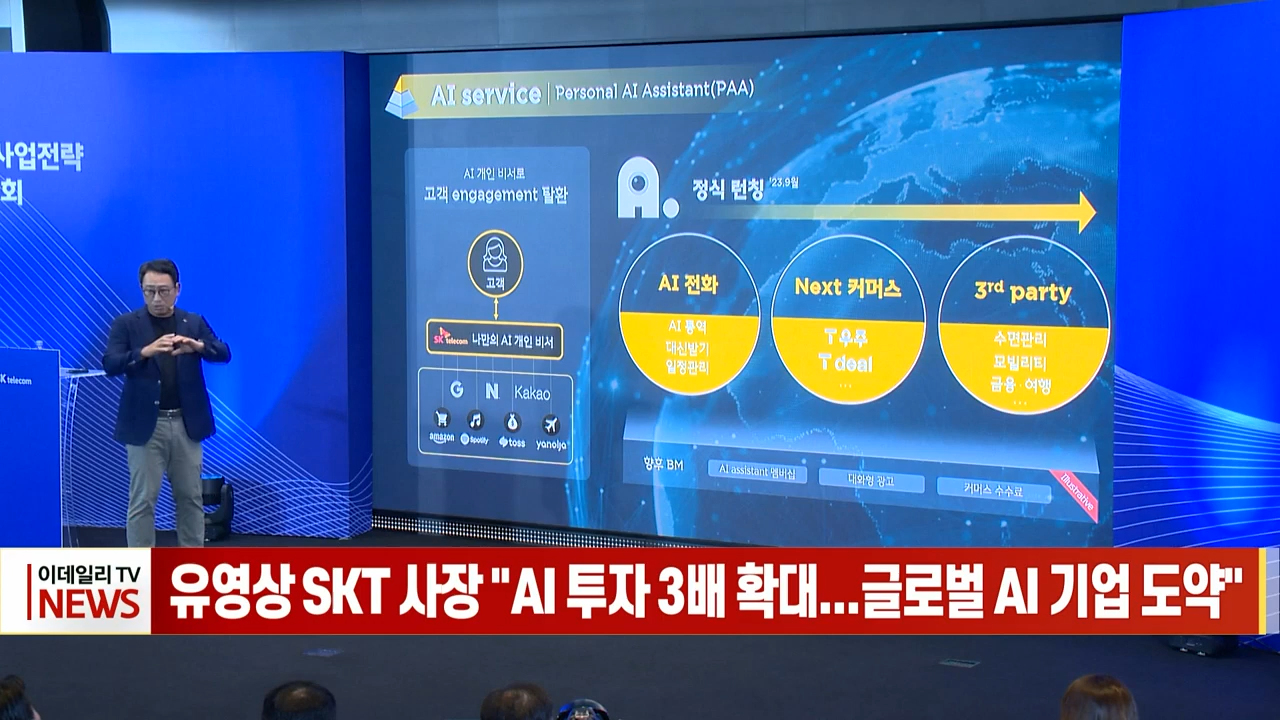 사업전략
회
SK telecom
AI service | Personal AI Assistant(PAA)
AI 개인 비서로
고객 engagement 탈환
고객
SK telecom 나만의 AI 개인 비서
G N Kakao
amazon Spotify toss yanolja
A. 정식 런칭 '23.9월
AI 전화
AI 통역
대신받기
일정관리
Next 커머스
T 우주
T deal
...
3rd party
수면관리
모빌리티
금융·여행
...
향후 BM
AI assistant 멤버십
대화형 광고
커머스 수수료
Illustrative
이데일리 TV
NEWS
유영상 SKT 사장 "AI 투자 3배 확대...글로벌 AI 기업 도약"